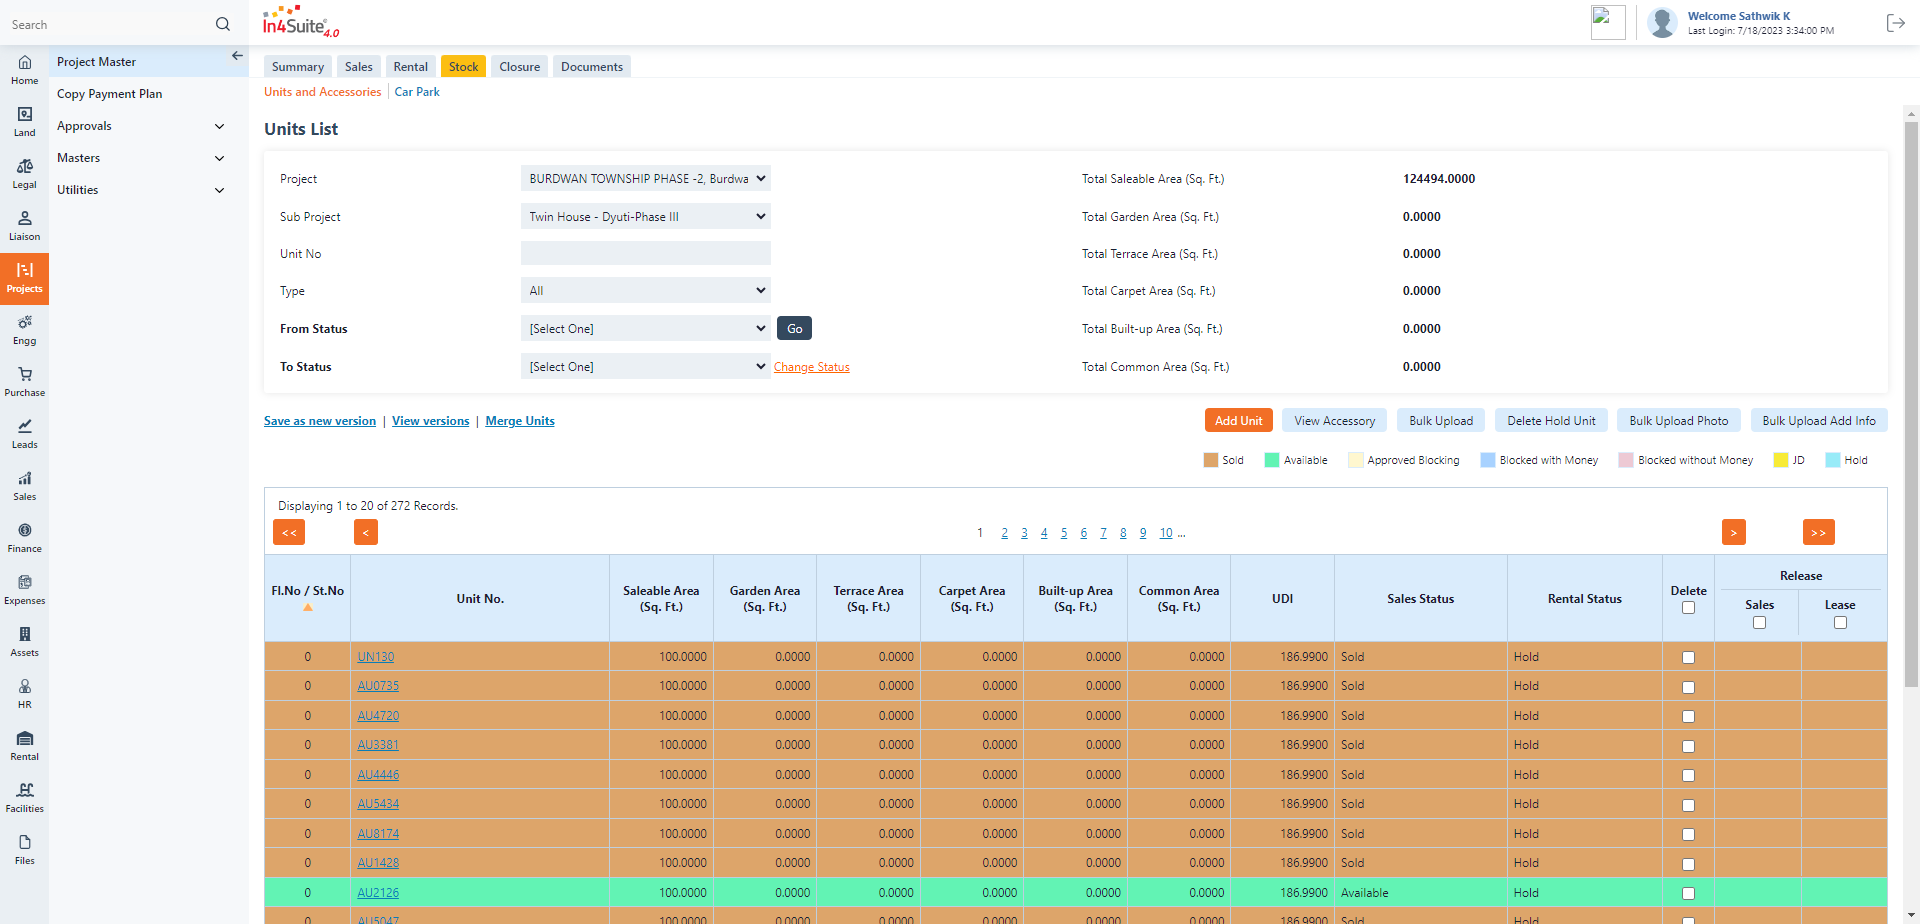 Search
In4Suite® 4.0
Welcome Sathwik K
Last Login: 7/18/2023 3:34:00 PM
Home
Land
Legal
Liaison
Projects
Engg
Purchase
Leads
Sales
Finance
Expenses
Assets
HR
Rental
Facilities
Files
Project Master
Copy Payment Plan
Approvals
Masters
Utilities
Summary Sales Rental Stock Closure Documents
Units and Accessories Car Park
Units List
Project BURDWAN TOWNSHIP PHASE -2, Burdwa Total Saleable Area (Sq. Ft.) 124494.0000
Sub Project Twin House - Dyuti-Phase III Total Garden Area (Sq. Ft.) 0.0000
Unit No Total Terrace Area (Sq. Ft.) 0.0000
Type All Total Carpet Area (Sq. Ft.) 0.0000
From Status [Select One] Go Total Built-up Area (Sq. Ft.) 0.0000
To Status [Select One] Change Status Total Common Area (Sq. Ft.) 0.0000
Save as new version | View versions | Merge Units Add Unit View Accessory Bulk Upload Delete Hold Unit Bulk Upload Photo Bulk Upload Add Info
Sold Available Approved Blocking Blocked with Money Blocked without Money JD Hold
Displaying 1 to 20 of 272 Records.
<< < 1 2 3 4 5 6 7 8 9 10 ... > >>
Fl.No / St.No Unit No. Saleable Area (Sq. Ft.) Garden Area (Sq. Ft.) Terrace Area (Sq. Ft.) Carpet Area (Sq. Ft.) Built-up Area (Sq. Ft.) Common Area (Sq. Ft.) UDI Sales Status Rental Status Delete Release
Sales Lease
0 UN130 100.0000 0.0000 0.0000 0.0000 0.0000 0.0000 186.9900 Sold Hold
0 AU0735 100.0000 0.0000 0.0000 0.0000 0.0000 0.0000 186.9900 Sold Hold
0 AU4720 100.0000 0.0000 0.0000 0.0000 0.0000 0.0000 186.9900 Sold Hold
0 AU3381 100.0000 0.0000 0.0000 0.0000 0.0000 0.0000 186.9900 Sold Hold
0 AU4446 100.0000 0.0000 0.0000 0.0000 0.0000 0.0000 186.9900 Sold Hold
0 AU5434 100.0000 0.0000 0.0000 0.0000 0.0000 0.0000 186.9900 Sold Hold
0 AU8174 100.0000 0.0000 0.0000 0.0000 0.0000 0.0000 186.9900 Sold Hold
0 AU1428 100.0000 0.0000 0.0000 0.0000 0.0000 0.0000 186.9900 Sold Hold
0 AU2126 100.0000 0.0000 0.0000 0.0000 0.0000 0.0000 186.9900 Available Hold
0 AU5047 100.0000 0.0000 0.0000 0.0000 0.0000 0.0000 186.9900 Sold Hold